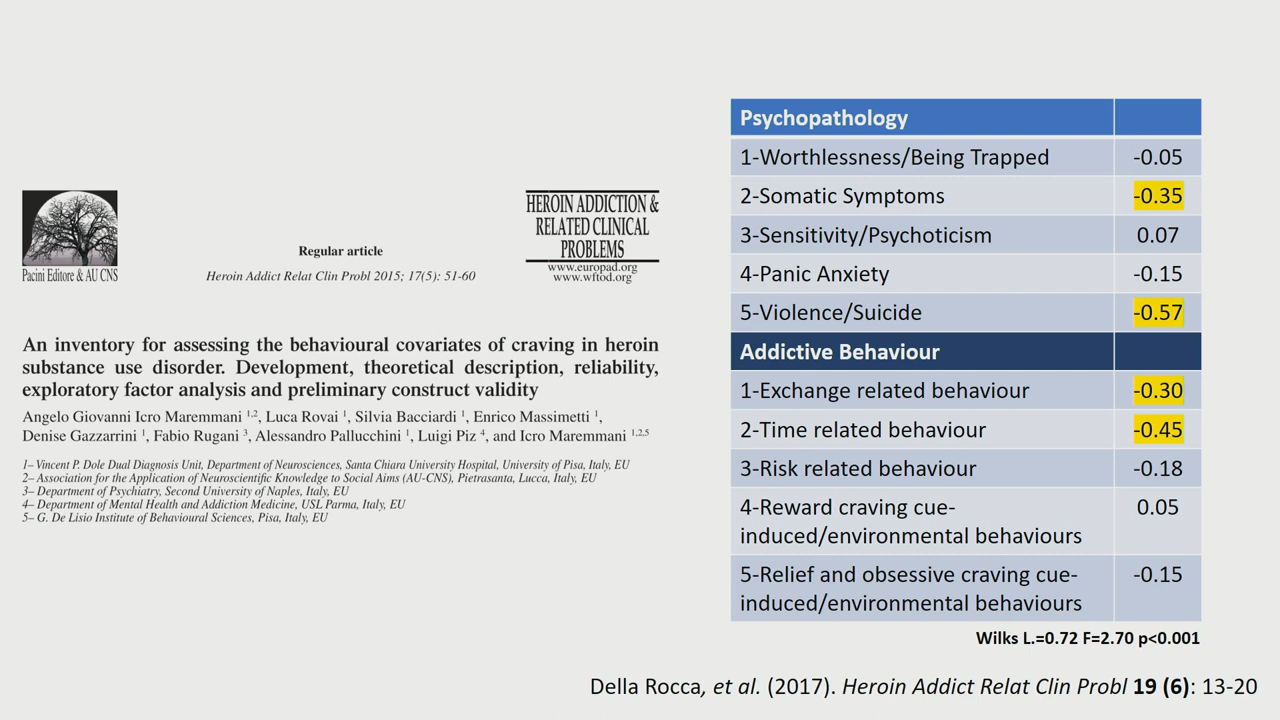 Pacini Editore & AU CNS
Regular article
Heroin Addict Relat Clin Probl 2015; 17(5): 51-60
HEROIN ADDICTION &
RELATED CLINICAL
PROBLEMS
www.europad.org
www.wftod.org
An inventory for assessing the behavioural covariates of craving in heroin
substance use disorder. Development, theoretical description, reliability,
exploratory factor analysis and preliminary construct validity
Angelo Giovanni Icro Maremmani 1,2, Luca Rovai 1, Silvia Bacciardi 1, Enrico Massimetti 1,
Denise Gazzarrini 1, Fabio Rugani 3, Alessandro Pallucchini 1, Luigi Piz 4, and Icro Maremmani 1,2,5
1– Vincent P. Dole Dual Diagnosis Unit, Department of Neurosciences, Santa Chiara University Hospital, University of Pisa, Italy, EU
2– Association for the Application of Neuroscientific Knowledge to Social Aims (AU-CNS), Pietrasanta, Lucca, Italy, EU
3– Department of Psychiatry, Second University of Naples, Italy, EU
4– Department of Mental Health and Addiction Medicine, USL Parma, Italy, EU
5– G. De Lisio Institute of Behavioural Sciences, Pisa, Italy, EU
Psychopathology
1-Worthlessness/Being Trapped -0.05
2-Somatic Symptoms -0.35
3-Sensitivity/Psychoticism 0.07
4-Panic Anxiety -0.15
5-Violence/Suicide -0.57
Addictive Behaviour
1-Exchange related behaviour -0.30
2-Time related behaviour -0.45
3-Risk related behaviour -0.18
4-Reward craving cue- 0.05
induced/environmental behaviours
5-Relief and obsessive craving cue- -0.15
induced/environmental behaviours
Wilks L.=0.72 F=2.70 p<0.001
Della Rocca, et al. (2017). Heroin Addict Relat Clin Probl 19 (6): 13-20